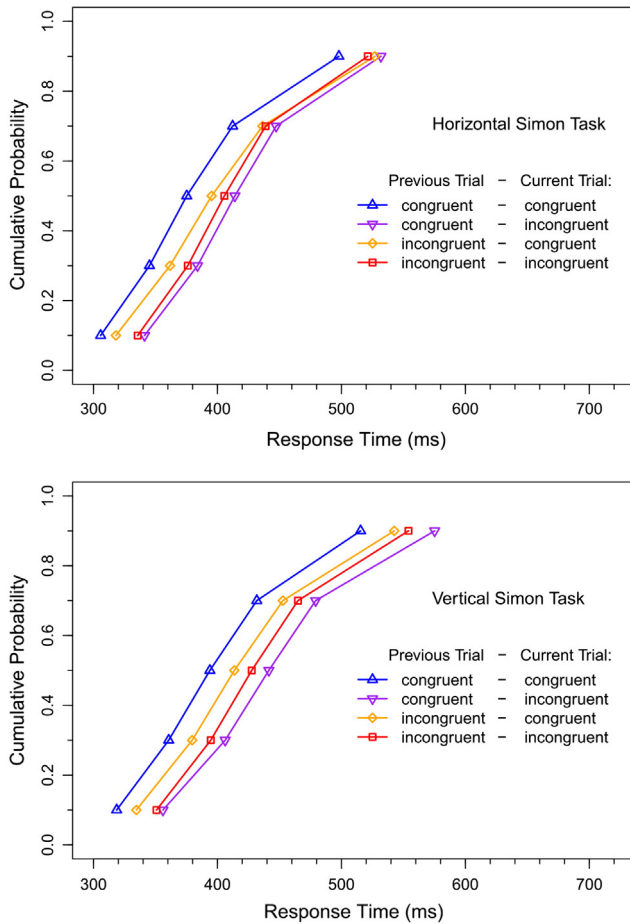 1.0
0.8
0.6
0.4
0.2
0.0
Cumulative Probability
Horizontal Simon Task
Previous Trial – Current Trial:
congruent – congruent
congruent – incongruent
incongruent – congruent
incongruent – incongruent
300 400 500 600 700
Response Time (ms)
1.0
0.8
0.6
0.4
0.2
0.0
Cumulative Probability
Vertical Simon Task
Previous Trial – Current Trial:
congruent – congruent
congruent – incongruent
incongruent – congruent
incongruent – incongruent
300 400 500 600 700
Response Time (ms)